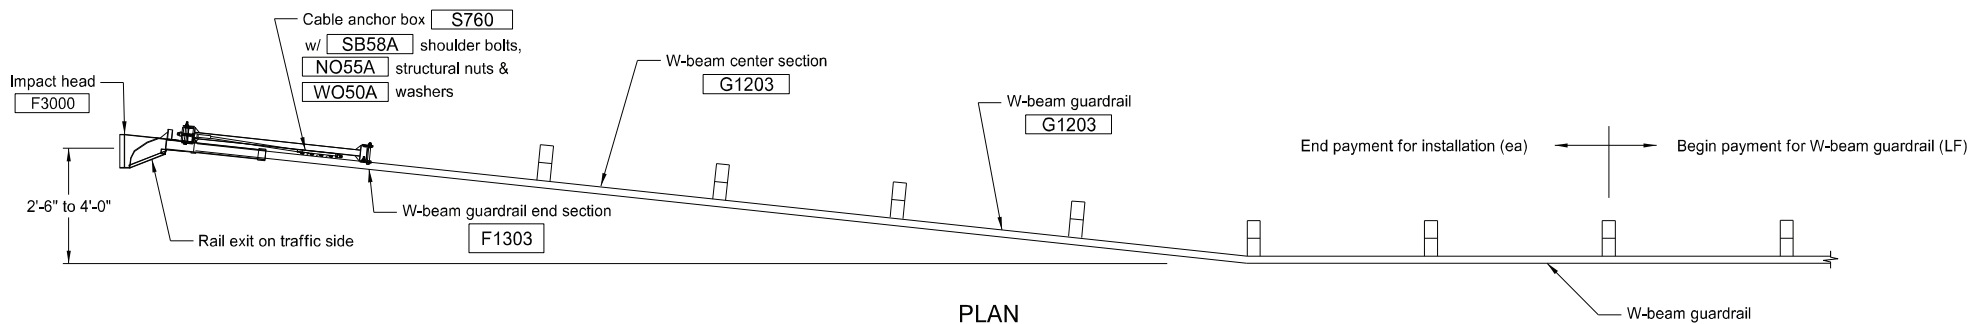 Cable anchor box S760
w/ SB58A shoulder bolts,
NO55A structural nuts &
WO50A washers
Impact head
F3000
W-beam center section
G1203
W-beam guardrail
G1203
End payment for installation (ea)
Begin payment for W-beam guardrail (LF)
2'-6" to 4'-0"
Rail exit on traffic side
W-beam guardrail end section
F1303
W-beam guardrail
PLAN